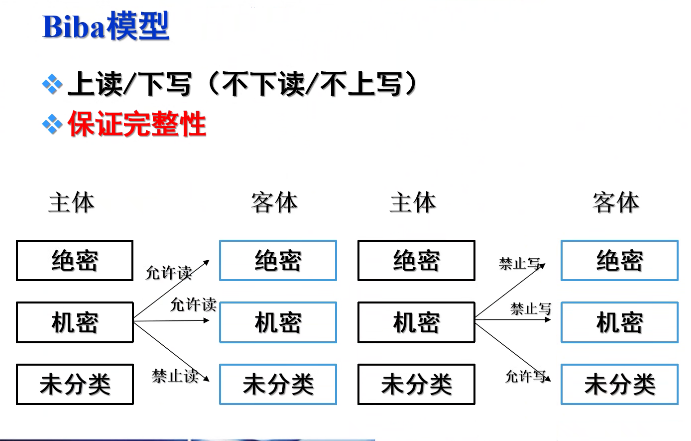 Biba模型
上读/下写（不下读/不上写）
保证完整性
主体 客体 主体 客体
绝密 允许读 绝密 绝密 禁止写 绝密
机密 允许读 机密 机密 禁止写 机密
未分类 禁止读 未分类 未分类 允许写 未分类